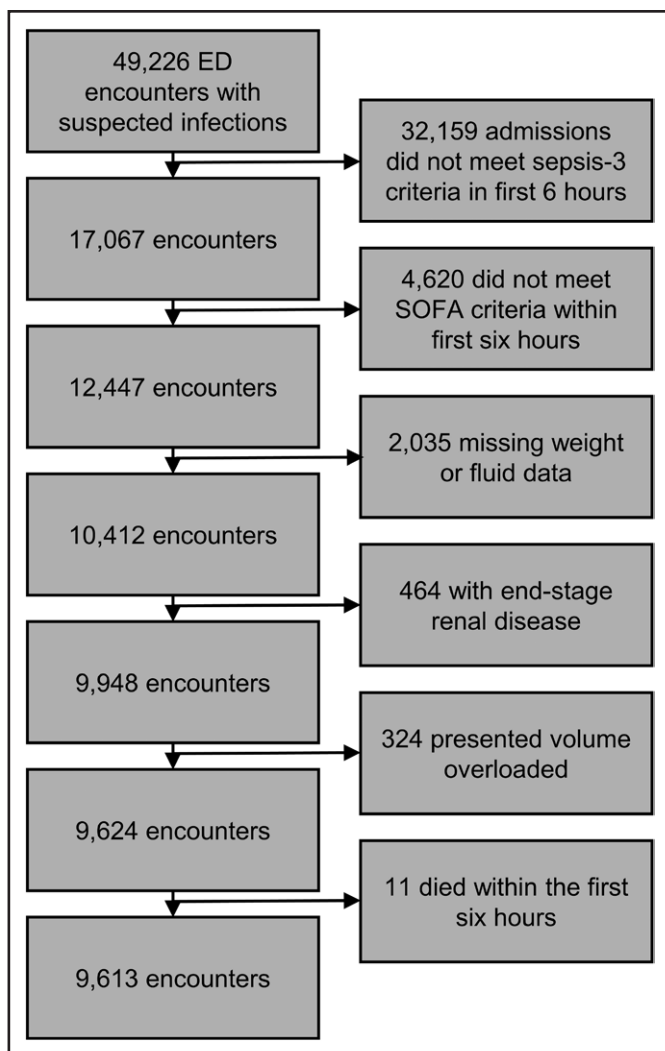 49,226 ED
encounters with
suspected infections
32,159 admissions
did not meet sepsis-3
criteria in first 6 hours
17,067 encounters
4,620 did not meet
SOFA criteria within
first six hours
12,447 encounters
2,035 missing weight
or fluid data
10,412 encounters
464 with end-stage
renal disease
9,948 encounters
324 presented volume
overloaded
9,624 encounters
11 died within the first
six hours
9,613 encounters